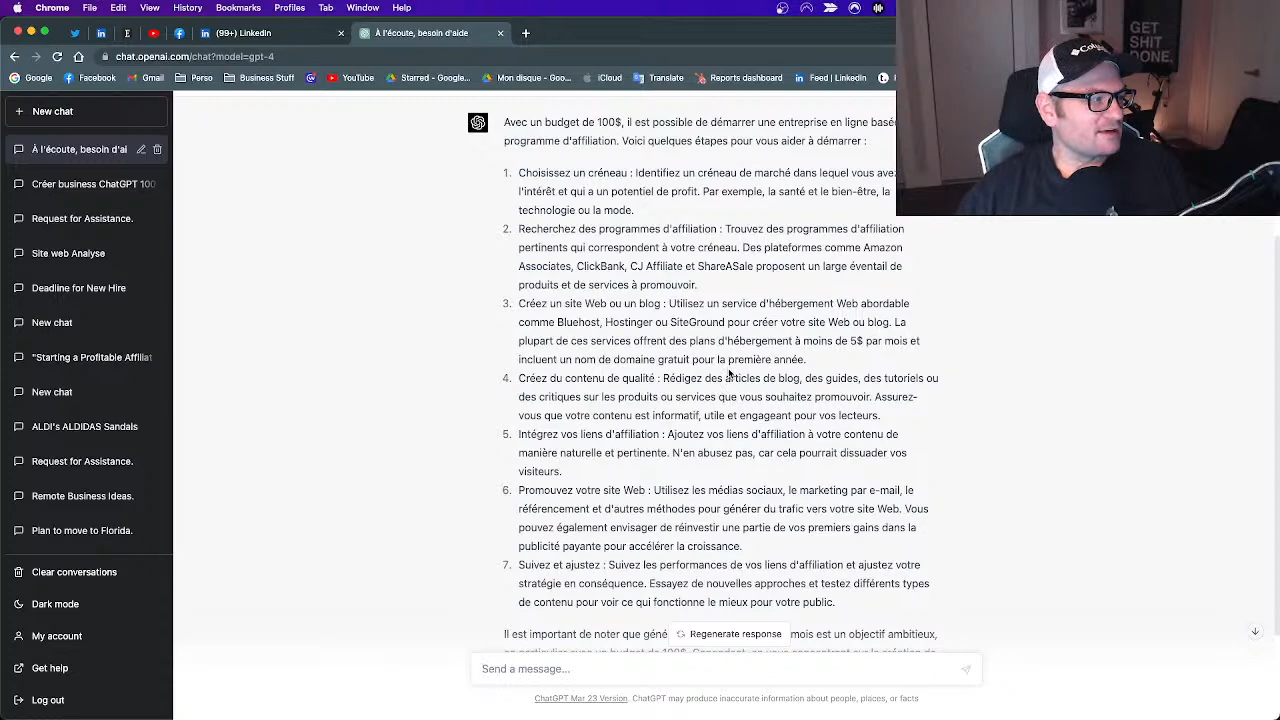 Chrome File Edit View History Bookmarks Profiles Tab Window Help
(99+) LinkedIn
À l'écoute, besoin d'aide
chat.openai.com/chat?model=gpt-4
Google Facebook Gmail Perso Business Stuff YouTube Starred - Google... Mon disque - Goo... iCloud Translate Reports dashboard Feed | LinkedIn
GET
SHIT
DONE.
New chat
À l'écoute, besoin d'ai
Créer business ChatGPT 100
Request for Assistance.
Site web Analyse
Deadline for New Hire
New chat
"Starting a Profitable Affiliat
New chat
ALDI'S ALDIDAS Sandals
Request for Assistance.
Remote Business Ideas.
Plan to move to Florida.
Clear conversations
Dark mode
My account
Get help
Log out
Avec un budget de 100$, il est possible de démarrer une entreprise en ligne basée
programme d'affiliation. Voici quelques étapes pour vous aider à démarrer :
1. Choisissez un créneau : Identifiez un créneau de marché dans lequel vous avez
l'intérêt et qui a un potentiel de profit. Par exemple, la santé et le bien-être, la
technologie ou la mode.
2. Recherchez des programmes d'affiliation : Trouvez des programmes d'affiliation
pertinents qui correspondent à votre créneau. Des plateformes comme Amazon
Associates, ClickBank, CJ Affiliate et ShareASale proposent un large éventail de
produits et de services à promouvoir.
3. Créez un site Web ou un blog : Utilisez un service d'hébergement Web abordable
comme Bluehost, Hostinger ou SiteGround pour créer votre site Web ou blog. La
plupart de ces services offrent des plans d'hébergement à moins de 5$ par mois et
incluent un nom de domaine gratuit pour la première année.
4. Créez du contenu de qualité : Rédigez des articles de blog, des guides, des tutoriels ou
des critiques sur les produits ou services que vous souhaitez promouvoir. Assurez-
vous que votre contenu est informatif, utile et engageant pour vos lecteurs.
5. Intégrez vos liens d'affiliation : Ajoutez vos liens d'affiliation à votre contenu de
manière naturelle et pertinente. N'en abusez pas, car cela pourrait dissuader vos
visiteurs.
6. Promouvez votre site Web : Utilisez les médias sociaux, le marketing par e-mail, le
référencement et d'autres méthodes pour générer du trafic vers votre site Web. Vous
pouvez également envisager de réinvestir une partie de vos premiers gains dans la
publicité payante pour accélérer la croissance.
7. Suivez et ajustez : Suivez les performances de vos liens d'affiliation et ajustez votre
stratégie en conséquence. Essayez de nouvelles approches et testez différents types
de contenu pour voir ce qui fonctionne le mieux pour votre public.
Il est important de noter que géné
Regenerate response
mois est un objectif ambitieux,
Send a message...
ChatGPT Mar 23 Version. ChatGPT may produce inaccurate information about people, places, or facts